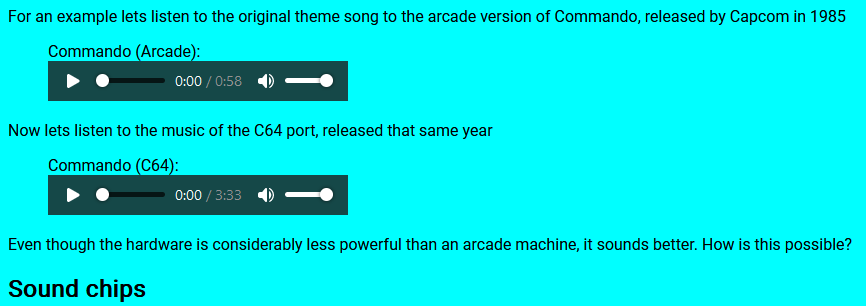 For an example lets listen to the original theme song to the arcade version of Commando, released by Capcom in 1985
Commando (Arcade):
0:00 / 0:58
Now lets listen to the music of the C64 port, released that same year
Commando (C64):
0:00 / 3:33
Even though the hardware is considerably less powerful than an arcade machine, it sounds better. How is this possible?
Sound chips